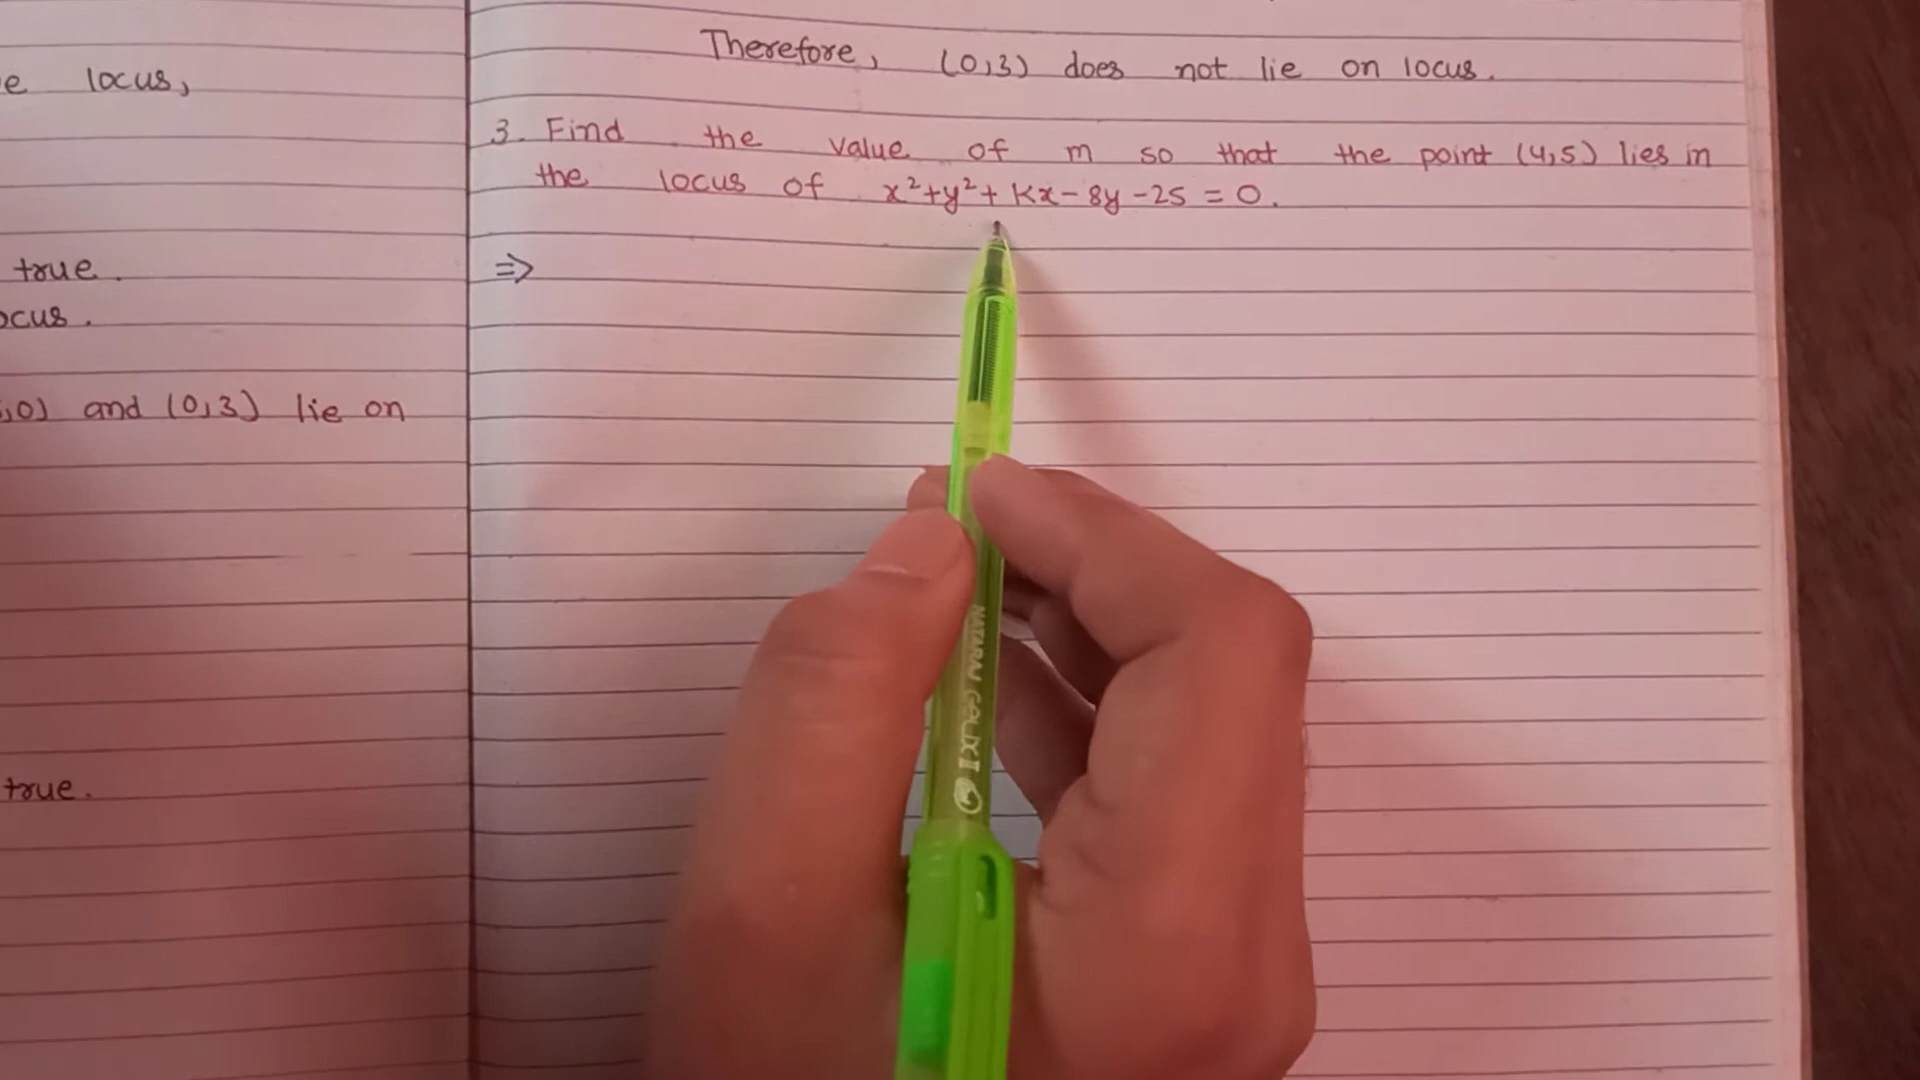 e locus,
true.
ocus.
,0) and (0,3) lie on
true.
Therefore, (0,3) does not lie on locus.
3. Find the value of m so that the point (4,5) lies in
the locus of x²+y²+ kx-8y-25 = 0.
⇒
NATARAJ GELIX II